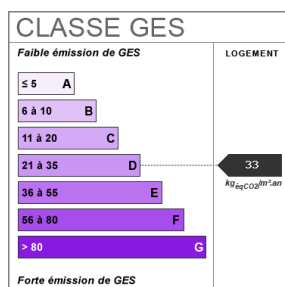 CLASSE GES
Faible émission de GES
LOGEMENT
≤ 5 A
6 à 10 B
11 à 20 C
21 à 35 D
33
kgéqCO2/m².an
36 à 55 E
56 à 80 F
> 80 G
Forte émission de GES